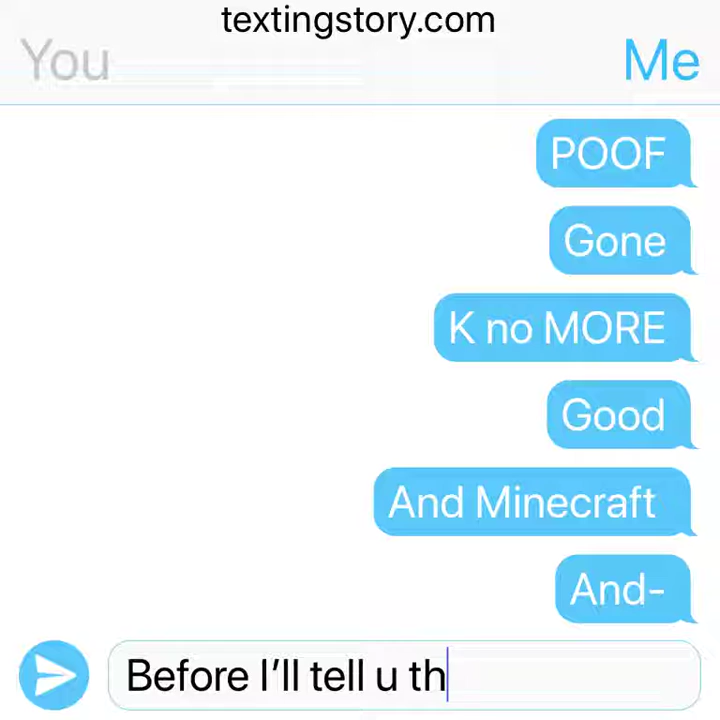 textingstory.com
You Me
POOF
Gone
K no MORE
Good
And Minecraft
And-
Before I’ll tell u th